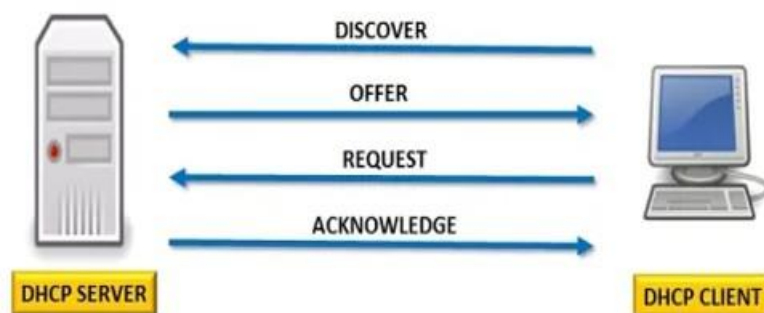 DISCOVER
OFFER
REQUEST
ACKNOWLEDGE
DHCP SERVER
DHCP CLIENT